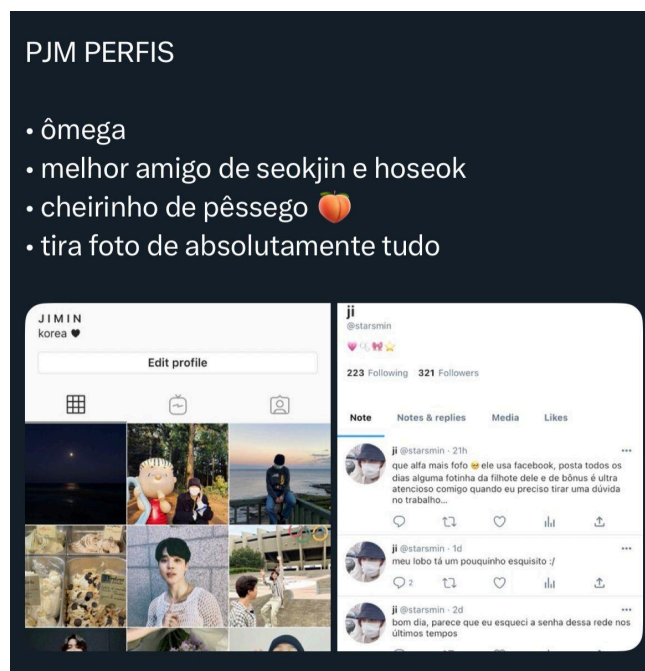 PJM PERFIS
• ômega
• melhor amigo de seokjin e hoseok
• cheirinho de pêssego 🍑
• tira foto de absolutamente tudo
JIMIN
korea 🖤
Edit profile
ji
@starsmin
223 Following 321 Followers
Note Notes & replies Media Likes
ji @starsmin · 21h
que alfa mais fofo 🥺 ele usa facebook, posta todos os
dias alguma fotinha da filhote dele e de bônus é ultra
atencioso comigo quando eu preciso tirar uma dúvida
no trabalho...
ji @starsmin · 1d
meu lobo tá um pouquinho esquisito :/
2
ji @starsmin · 2d
bom dia, parece que eu esqueci a senha dessa rede nos
últimos tempos